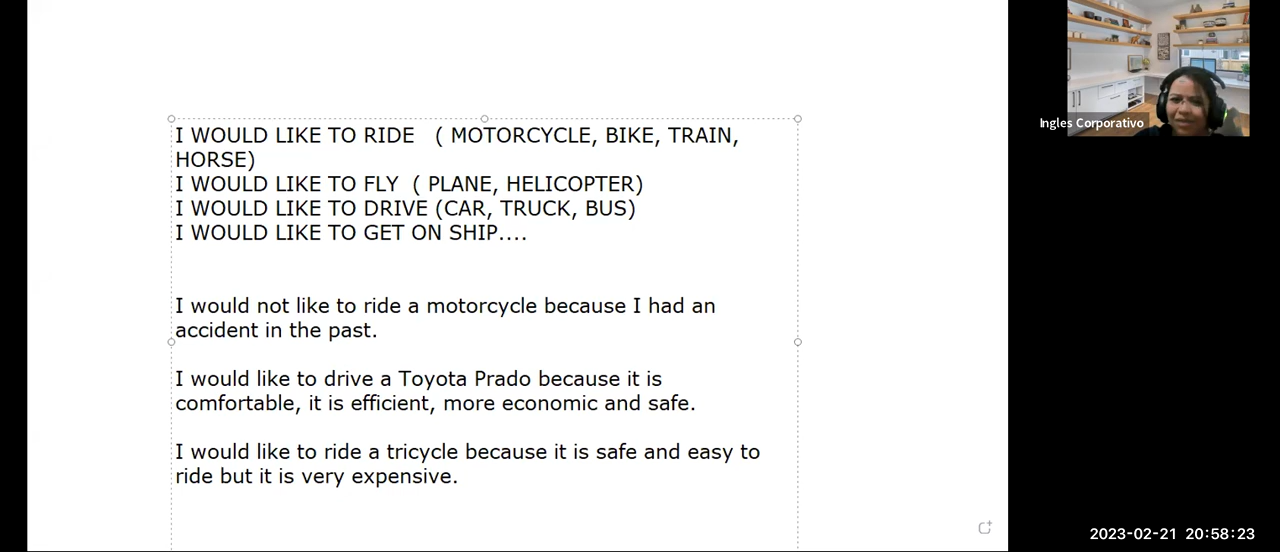 I WOULD LIKE TO RIDE ( MOTORCYCLE, BIKE, TRAIN,
HORSE)
I WOULD LIKE TO FLY ( PLANE, HELICOPTER)
I WOULD LIKE TO DRIVE (CAR, TRUCK, BUS)
I WOULD LIKE TO GET ON SHIP....
I would not like to ride a motorcycle because I had an
accident in the past.
I would like to drive a Toyota Prado because it is
comfortable, it is efficient, more economic and safe.
I would like to ride a tricycle because it is safe and easy to
ride but it is very expensive.
Ingles Corporativo
2023-02-21 20:58:23